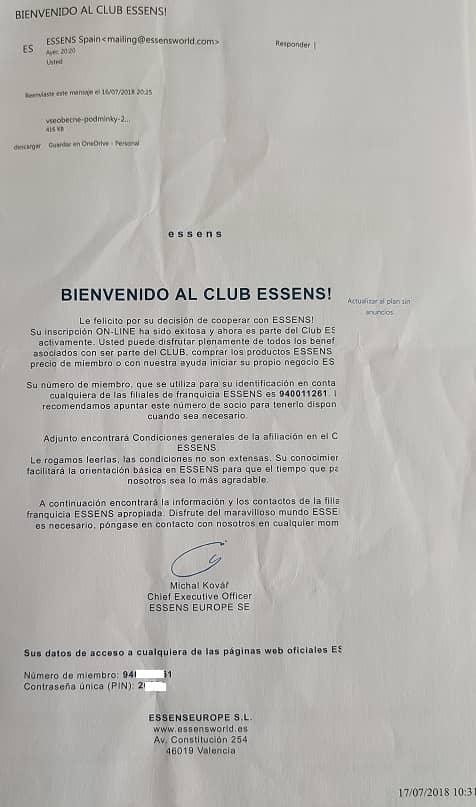 BIENVENIDO AL CLUB ESSENS!
ES
ESSENS Spain<mailing@essensworld.com>
Ayer, 20:20
Usted
Responder |
Reenviaste este mensaje el 16/07/2018 20:25
vseobecne-podminky-2...
416 KB
descargar Guardar en OneDrive - Personal
essens
BIENVENIDO AL CLUB ESSENS!
Actualizar al plan sin
anuncios
Le felicito por su decisión de cooperar con ESSENS!
Su inscripción ON-LINE ha sido exitosa y ahora es parte del Club ES
activamente. Usted puede disfrutar plenamente de todos los benef
asociados con ser parte del CLUB, comprar los productos ESSENS
precio de miembro o con nuestra ayuda iniciar su propio negocio ES
Su número de miembro, que se utiliza para su identificación en conta
cualquiera de las filiales de franquicia ESSENS es 940011261.
recomendamos apuntar este número de socio para tenerlo dispon
cuando sea necesario.
Adjunto encontrará Condiciones generales de la afiliación en el C
ESSENS.
Le rogamos leerlas, las condiciones no son extensas. Su conocimier
facilitará la orientación básica en ESSENS para que el tiempo que pa
nosotros sea lo más agradable.
A continuación encontrará la información y los contactos de la filia
franquicia ESSENS apropiada. Disfrute del maravilloso mundo ESSE
es necesario, póngase en contacto con nosotros en cualquier mom
Michal Kovář
Chief Executive Officer
ESSENS EUROPE SE
Sus datos de acceso a cualquiera de las páginas web oficiales ES
Número de miembro: 94 61
Contraseña única (PIN): 2
ESSENSEUROPE S.L.
www.essensworld.es
Av. Constitución 254
46019 Valencia
17/07/2018 10:31